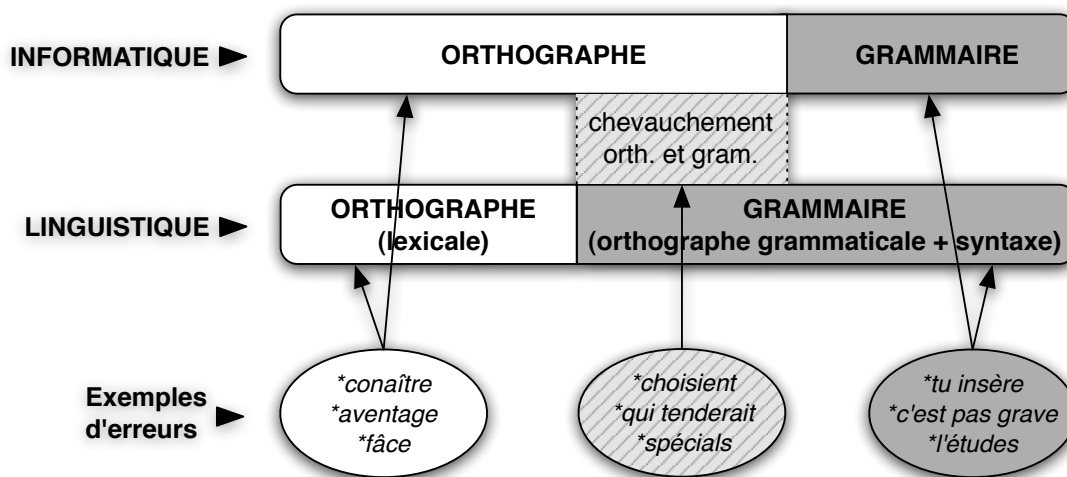 INFORMATIQUE
ORTHOGRAPHE
GRAMMAIRE
chevauchement
orth. et gram.
LINGUISTIQUE
ORTHOGRAPHE
(lexicale)
GRAMMAIRE
(orthographe grammaticale + syntaxe)
Exemples
d'erreurs
*conaître
*aventage
*fâce
*choisient
*qui tenderait
*spécials
*tu insère
*c'est pas grave
*l'études